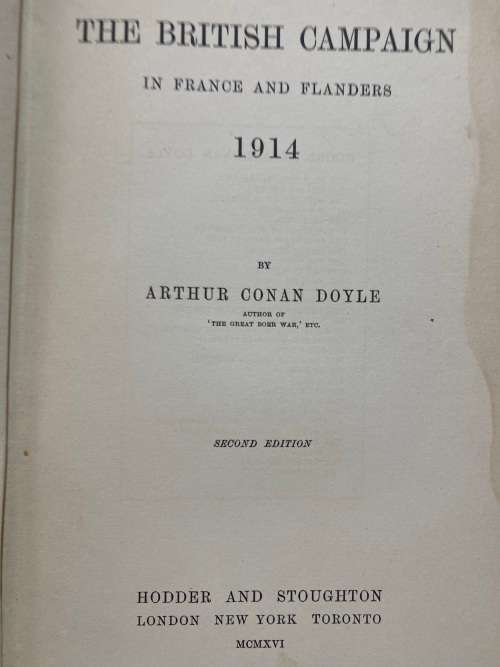 THE BRITISH CAMPAIGN
IN FRANCE AND FLANDERS
1914
BY
ARTHUR CONAN DOYLE
AUTHOR OF
'THE GREAT BOER WAR,' ETC.
SECOND EDITION
HODDER AND STOUGHTON
LONDON NEW YORK TORONTO
MCMXVI